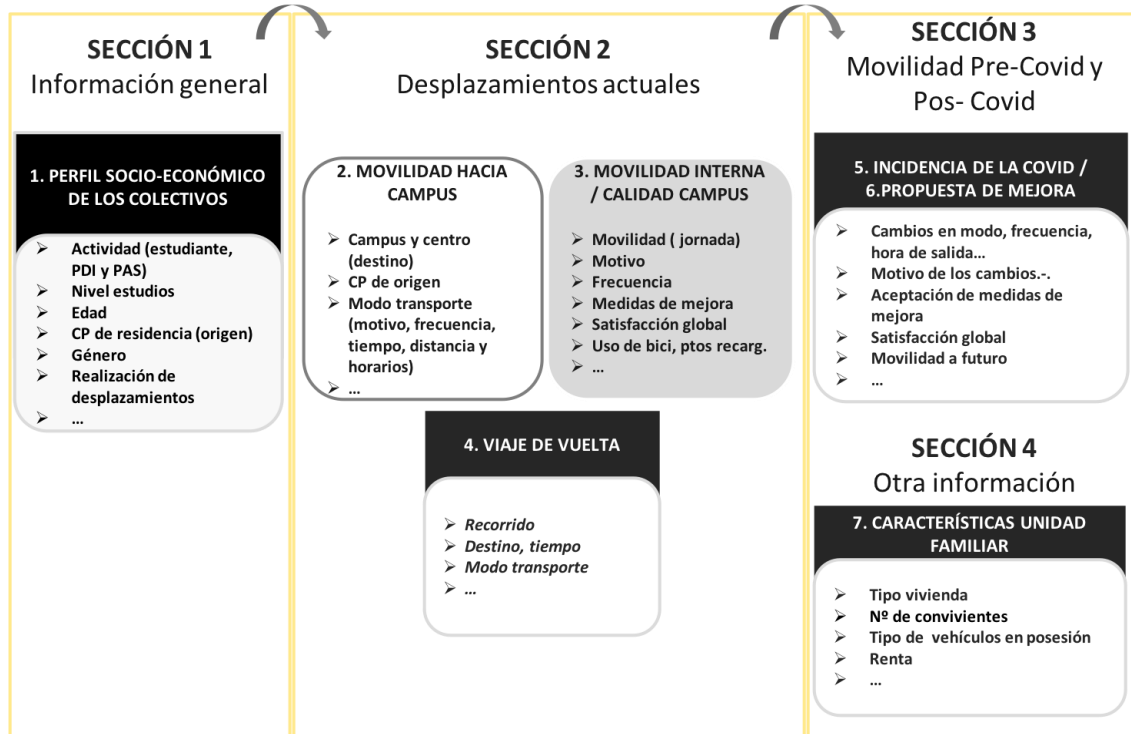 SECCIÓN 1
Información general
1. PERFIL SOCIO-ECONÓMICO
DE LOS COLECTIVOS
➢ Actividad (estudiante,
PDI y PAS)
➢ Nivel estudios
➢ Edad
➢ CP de residencia (origen)
➢ Género
➢ Realización de
desplazamientos
➢ ...
SECCIÓN 2
Desplazamientos actuales
2. MOVILIDAD HACIA
CAMPUS
➢ Campus y centro
(destino)
➢ CP de origen
➢ Modo transporte
(motivo, frecuencia,
tiempo, distancia y
horarios)
➢ ...
3. MOVILIDAD INTERNA
/ CALIDAD CAMPUS
➢ Movilidad ( jornada)
➢ Motivo
➢ Frecuencia
➢ Medidas de mejora
➢ Satisfacción global
➢ Uso de bici, ptos recarg.
➢ ...
4. VIAJE DE VUELTA
➢ Recorrido
➢ Destino, tiempo
➢ Modo transporte
➢ ...
SECCIÓN 3
Movilidad Pre-Covid y
Pos- Covid
5. INCIDENCIA DE LA COVID /
6.PROPUESTA DE MEJORA
➢ Cambios en modo, frecuencia,
hora de salida...
➢ Motivo de los cambios.-.
➢ Aceptación de medidas de
mejora
➢ Satisfacción global
➢ Movilidad a futuro
➢ ...
SECCIÓN 4
Otra información
7. CARACTERÍSTICAS UNIDAD
FAMILIAR
➢ Tipo vivienda
➢ Nº de convivientes
➢ Tipo de vehículos en posesión
➢ Renta
➢ ...